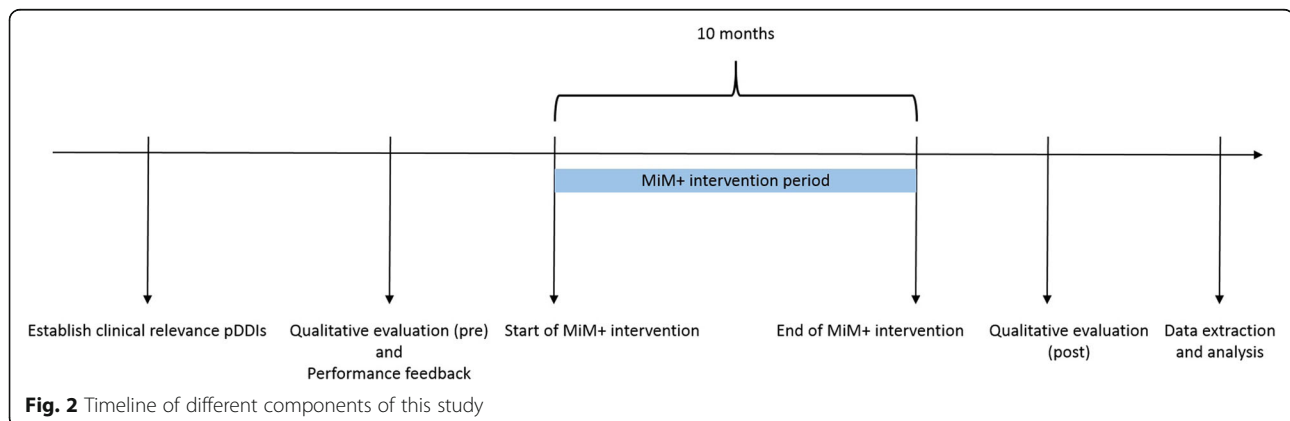 10 months
MiM+ intervention period
Establish clinical relevance pDDIs
Qualitative evaluation (pre)
and
Performance feedback
Start of MiM+ intervention
End of MiM+ intervention
Qualitative evaluation
(post)
Data extraction
and analysis
Fig. 2 Timeline of different components of this study